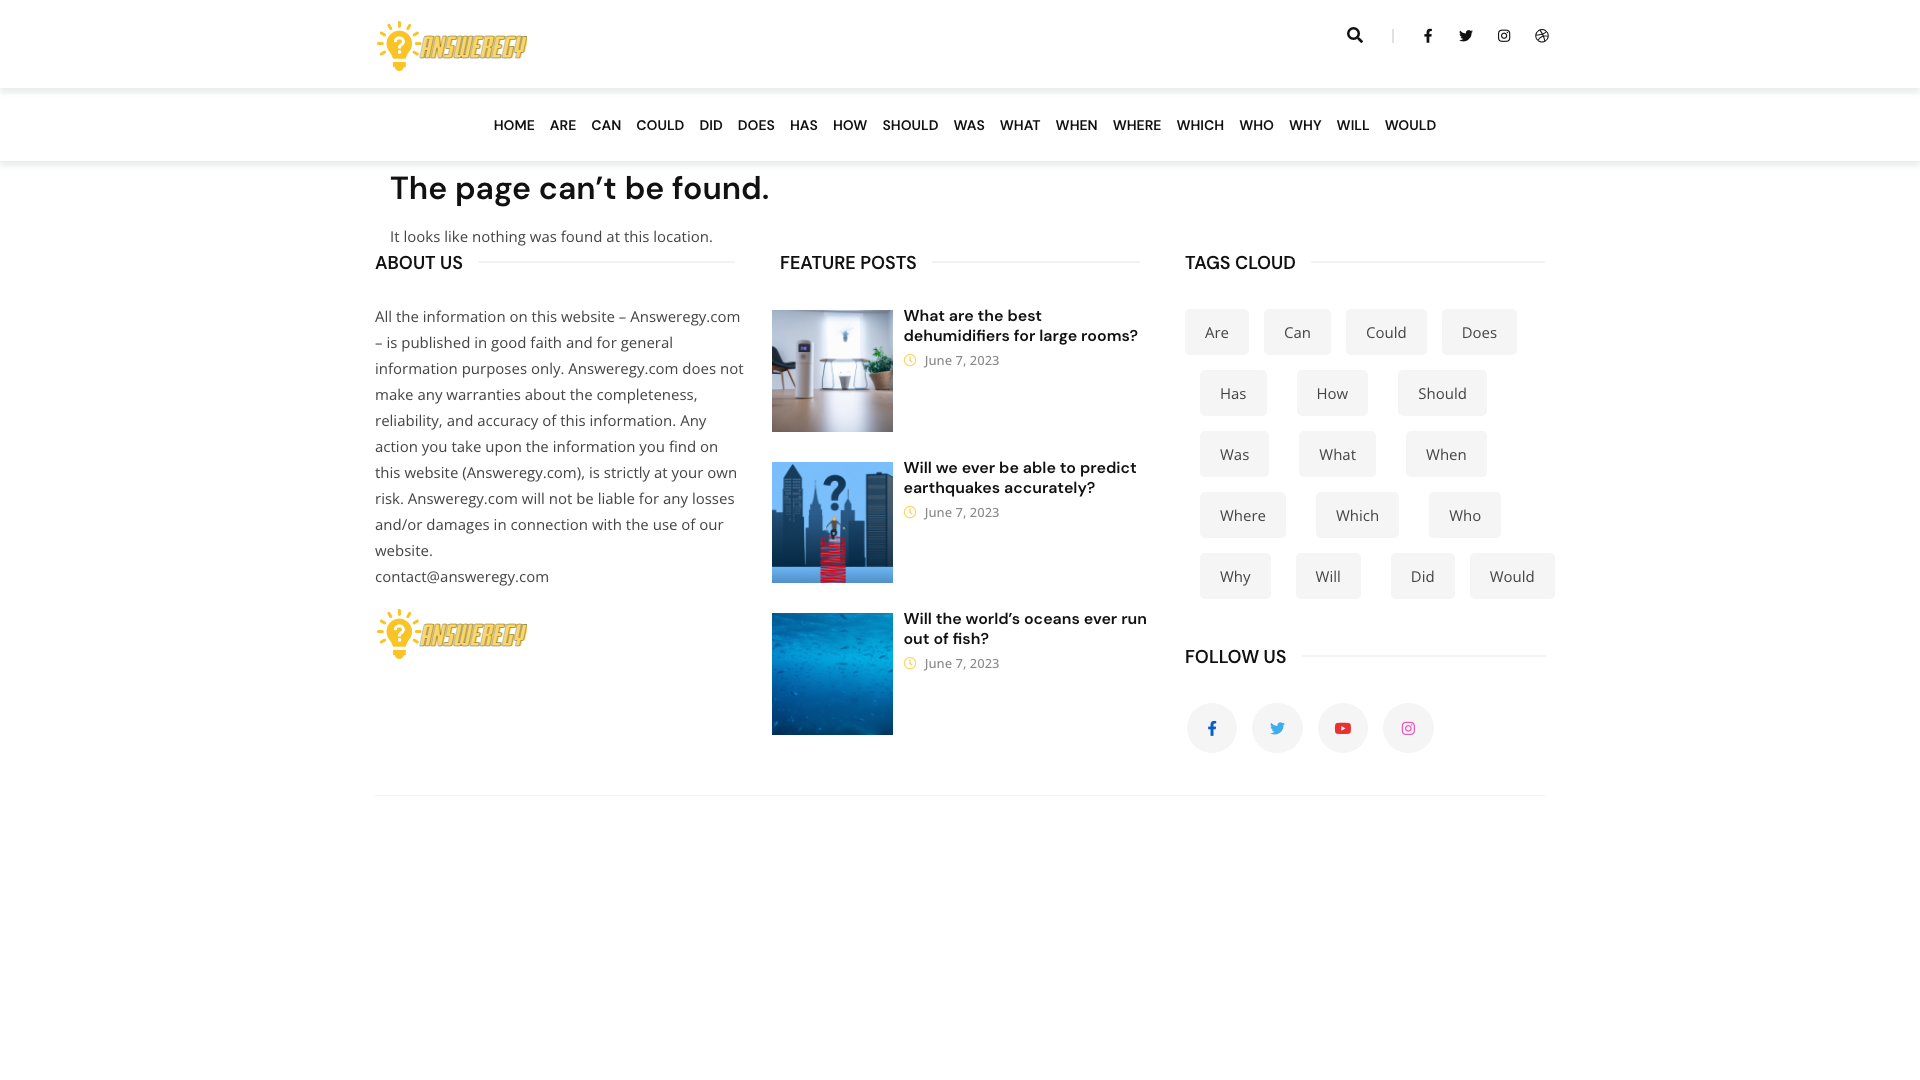 ANSWEREGY
HOME ARE CAN COULD DID DOES HAS HOW SHOULD WAS WHAT WHEN WHERE WHICH WHO WHY WILL WOULD
The page can’t be found.
It looks like nothing was found at this location.
ABOUT US
All the information on this website – Answeregy.com
– is published in good faith and for general
information purposes only. Answeregy.com does not
make any warranties about the completeness,
reliability, and accuracy of this information. Any
action you take upon the information you find on
this website (Answeregy.com), is strictly at your own
risk. Answeregy.com will not be liable for any losses
and/or damages in connection with the use of our
website.
contact@answeregy.com
ANSWEREGY
FEATURE POSTS
What are the best
dehumidifiers for large rooms?
June 7, 2023
Will we ever be able to predict
earthquakes accurately?
June 7, 2023
Will the world’s oceans ever run
out of fish?
June 7, 2023
TAGS CLOUD
Are Can Could Does
Has How Should
Was What When
Where Which Who
Why Will Did Would
FOLLOW US